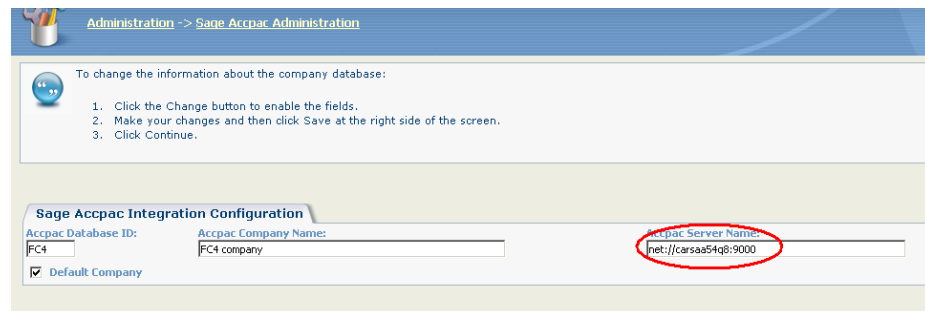 Administration -> Sage Accpac Administration
To change the information about the company database:
1. Click the Change button to enable the fields.
2. Make your changes and then click Save at the right side of the screen.
3. Click Continue.
Sage Accpac Integration Configuration
Accpac Database ID: Accpac Company Name: Accpac Server Name:
FC4 FC4 company net://carsaa54q8:9000
Default Company